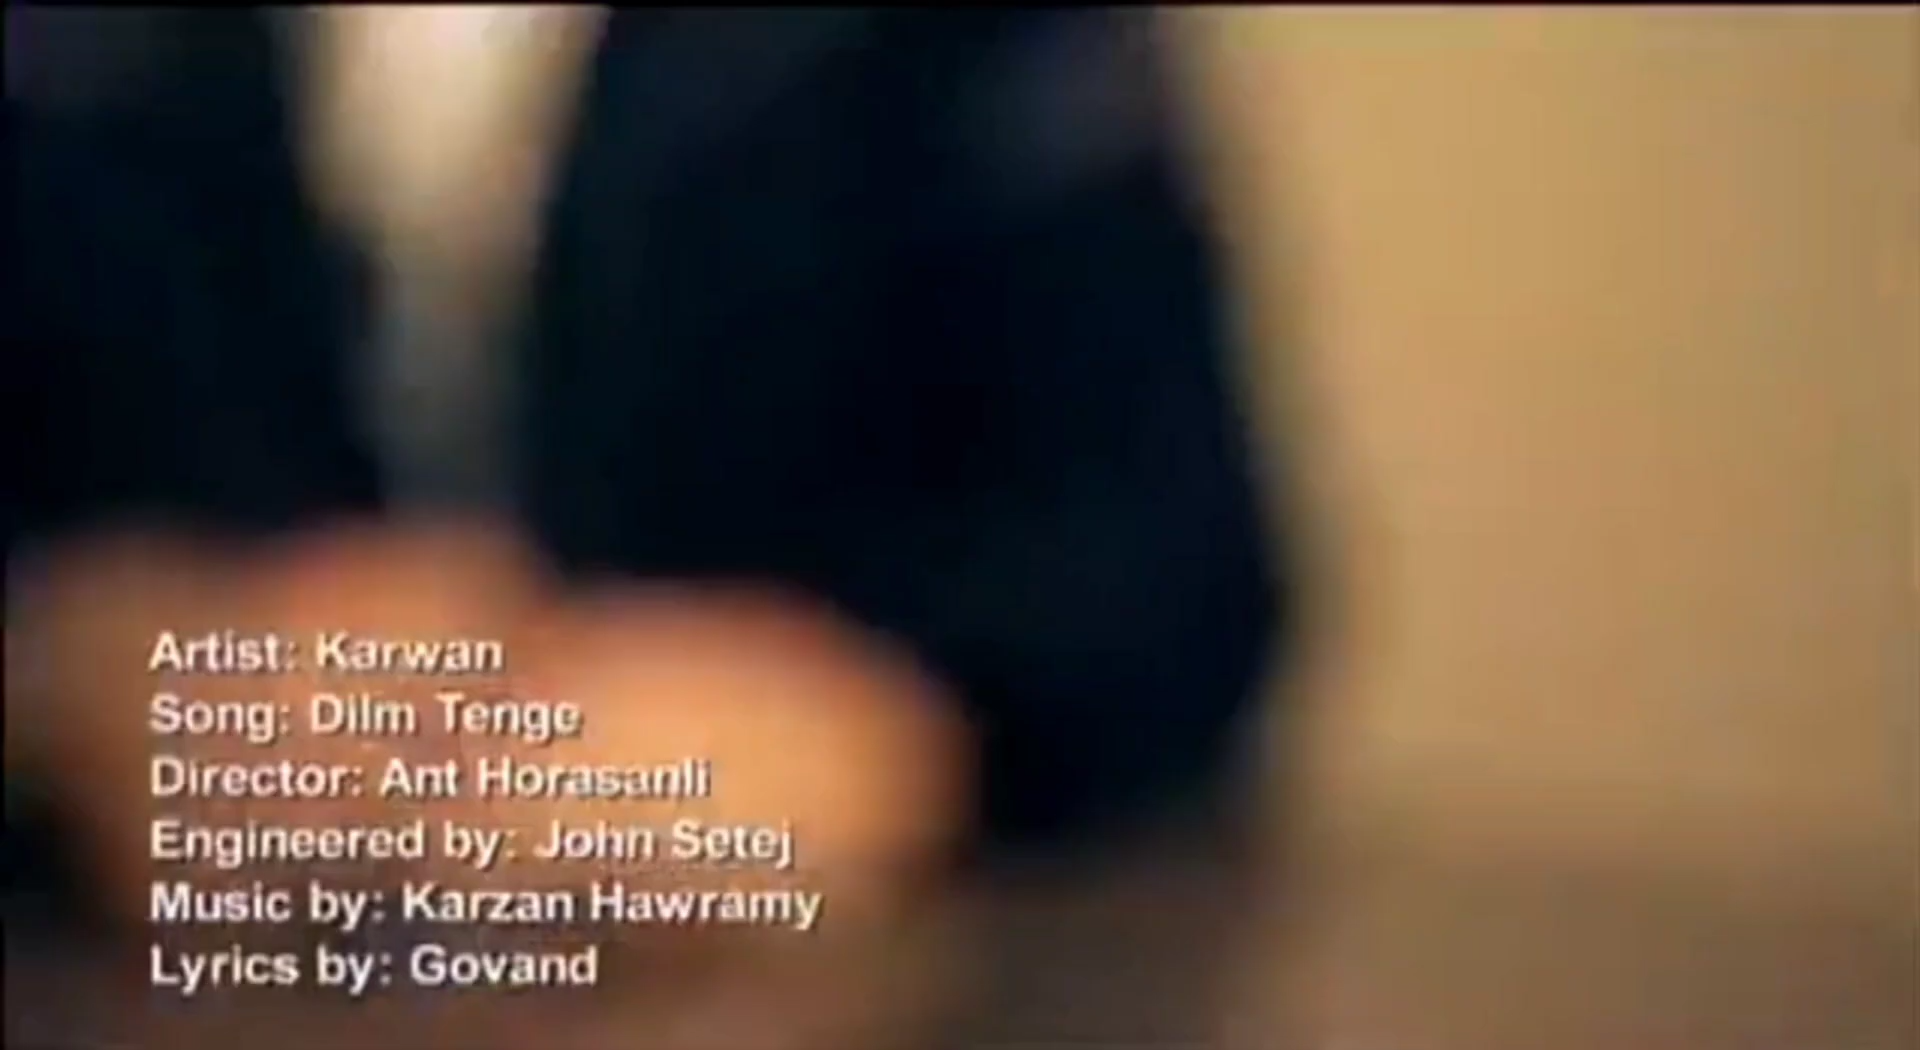 Artist: Karwan
Song: Dilm Tenge
Director: Ant Horasanli
Engineered by: John Setej
Music by: Karzan Hawramy
Lyrics by: Govand